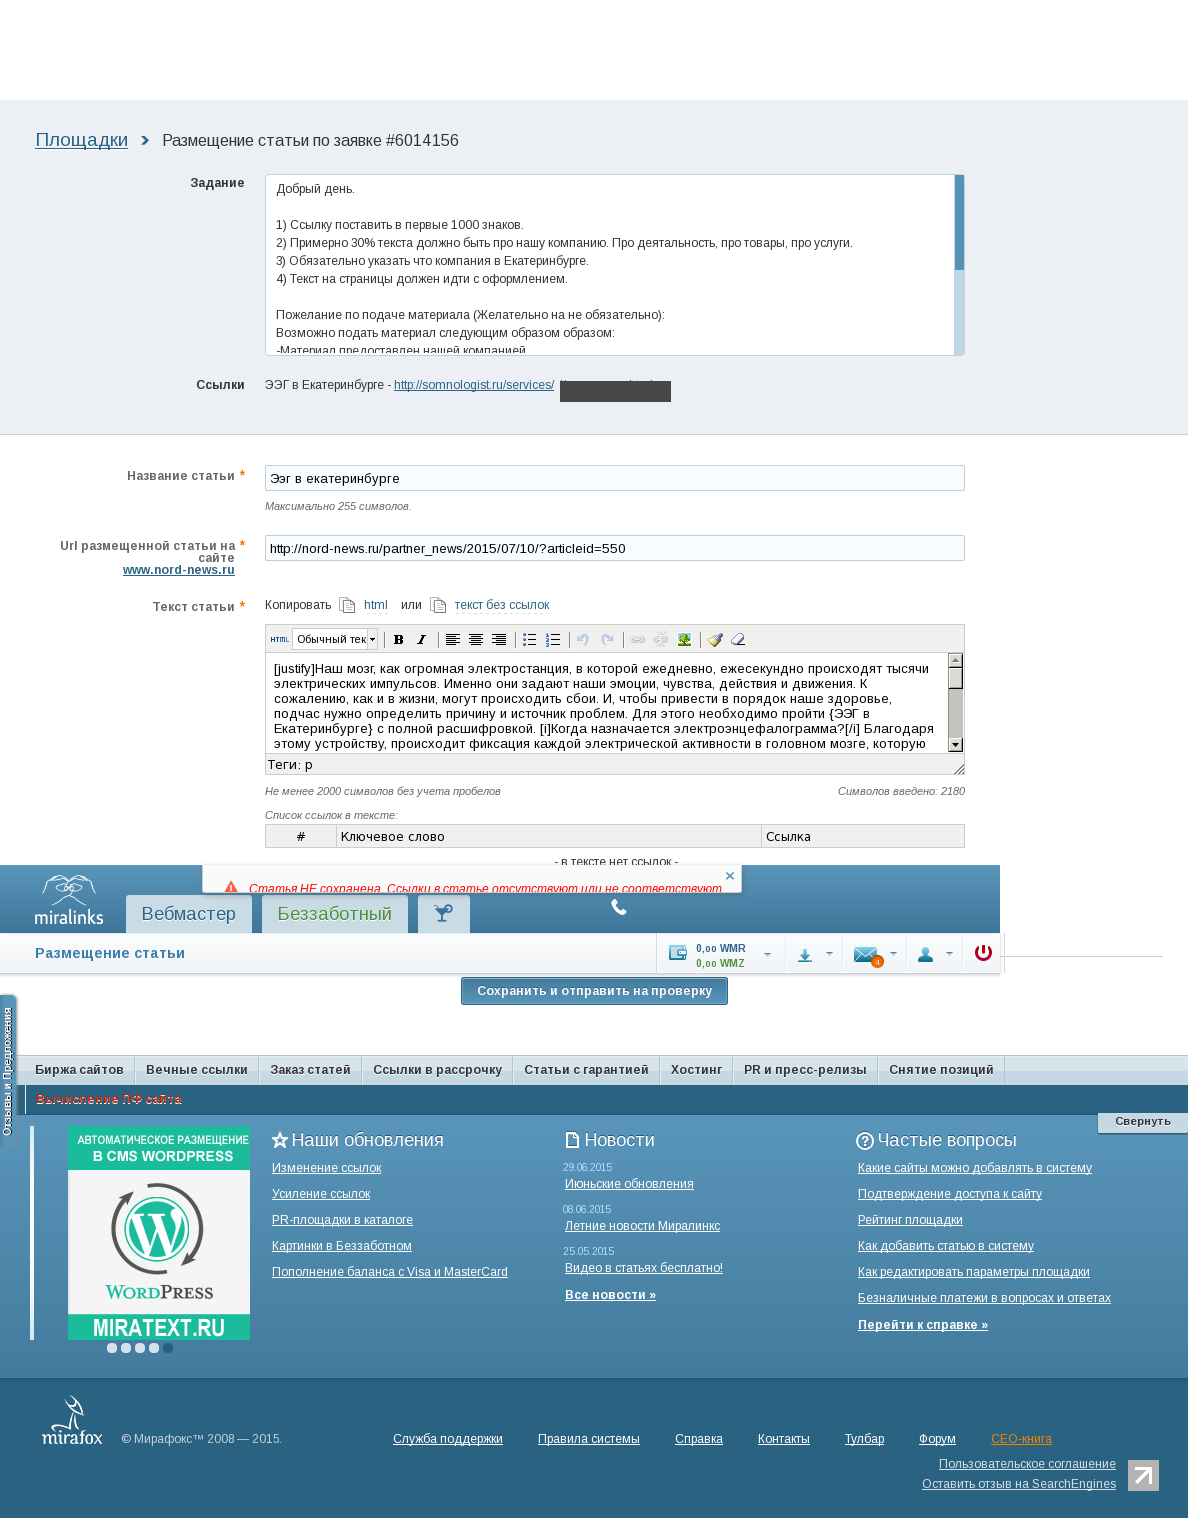 Площадки › Размещение статьи по заявке #6014156
Задание
Добрый день.
1) Ссылку поставить в первые 1000 знаков.
2) Примерно 30% текста должно быть про нашу компанию. Про деятальность, про товары, про услуги.
3) Обязательно указать что компания в Екатеринбурге.
4) Текст на страницы должен идти с оформлением.
Пожелание по подаче материала (Желательно на не обязательно):
Возможно подать материал следующим образом образом:
-Материал предоставлен нашей компанией
Ссылки ЭЭГ в Екатеринбурге - http://somnologist.ru/services/
Название статьи *
Ээг в екатеринбурге
Максимально 255 символов.
Url размещенной статьи на *
сайте
www.nord-news.ru
http://nord-news.ru/partner_news/2015/07/10/?articleid=550
Текст статьи *
Копировать html или текст без ссылок
HTML Обычный тек B I
[justify]Наш мозг, как огромная электростанция, в которой ежедневно, ежесекундно происходят тысячи
электрических импульсов. Именно они задают наши эмоции, чувства, действия и движения. К
сожалению, как и в жизни, могут происходить сбои. И, чтобы привести в порядок наше здоровье,
подчас нужно определить причину и источник проблем. Для этого необходимо пройти {ЭЭГ в
Екатеринбурге} с полной расшифровкой. [i]Когда назначается электроэнцефалограмма?[/i] Благодаря
этому устройству, происходит фиксация каждой электрической активности в головном мозге, которую
Теги: p
Не менее 2000 символов без учета пробелов
Символов введено: 2180
Список ссылок в тексте:
# Ключевое слово Ссылка
- в тексте нет ссылок -
Статья НЕ сохранена. Ссылки в статье отсутствуют или не соответствуют
miralinks
Вебмастер
Беззаботный
Размещение статьи
0,oo WMR
0,oo WMZ
4
Сохранить и отправить на проверку
Отзывы и Предложения
Биржа сайтов
Вечные ссылки
Заказ статей
Ссылки в рассрочку
Статьи с гарантией
Хостинг
PR и пресс-релизы
Снятие позиций
Вычисление ПФ сайта
Свернуть
АВТОМАТИЧЕСКОЕ РАЗМЕЩЕНИЕ
В CMS WORDPRESS
WORDPRESS
MIRATEXT.RU
Наши обновления
Изменение ссылок
Усиление ссылок
PR-площадки в каталоге
Картинки в Беззаботном
Пополнение баланса с Visa и MasterCard
Новости
29.06.2015
Июньские обновления
08.06.2015
Летние новости Миралинкс
25.05.2015
Видео в статьях бесплатно!
Все новости »
Частые вопросы
Какие сайты можно добавлять в систему
Подтверждение доступа к сайту
Рейтинг площадки
Как добавить статью в систему
Как редактировать параметры площадки
Безналичные платежи в вопросах и ответах
Перейти к справке »
mirafox
© Мирафокс™ 2008 — 2015.
Служба поддержки
Правила системы
Справка
Контакты
Тулбар
Форум
СЕО-книга
Пользовательское соглашение
Оставить отзыв на SearchEngines